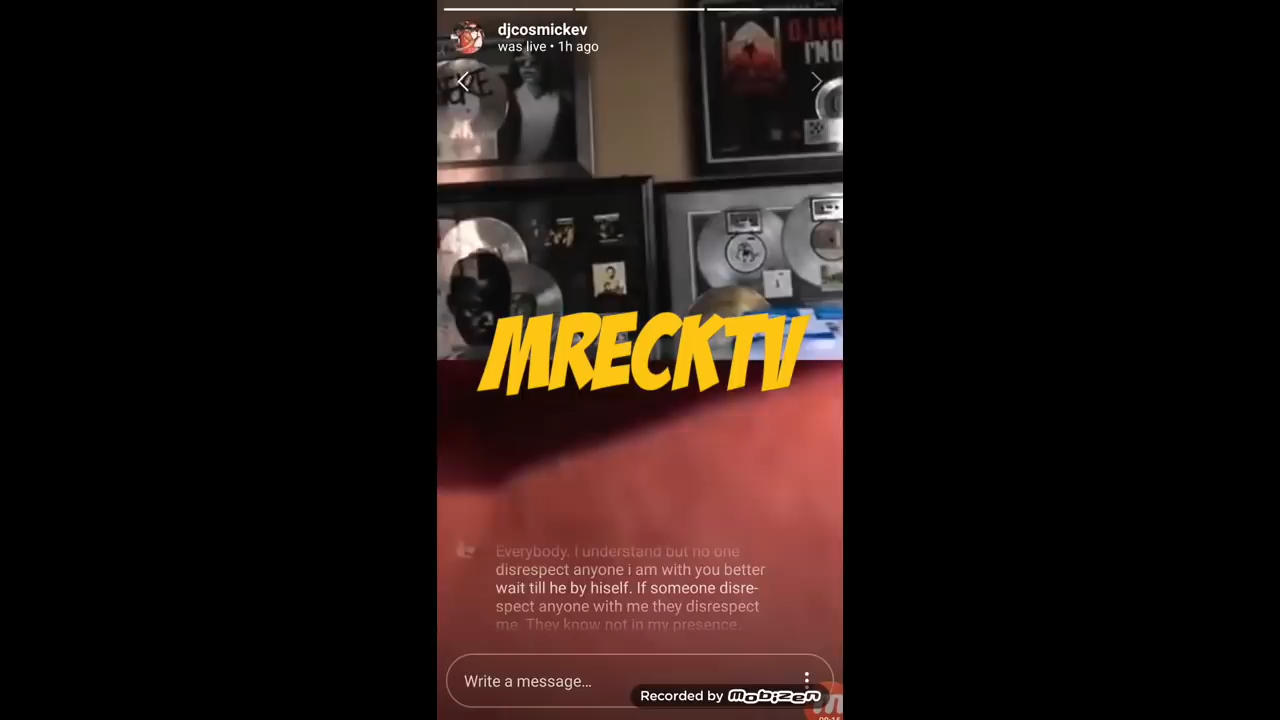 djcosmickev
was live • 1h ago
DJ KH
I'M O
MRECKTV
Everybody. I understand but no one
disrespect anyone i am with you better
wait till he by hiself. If someone disre-
spect anyone with me they disrespect
me. They know not in my presence.
Write a message...
Recorded by Mobizen